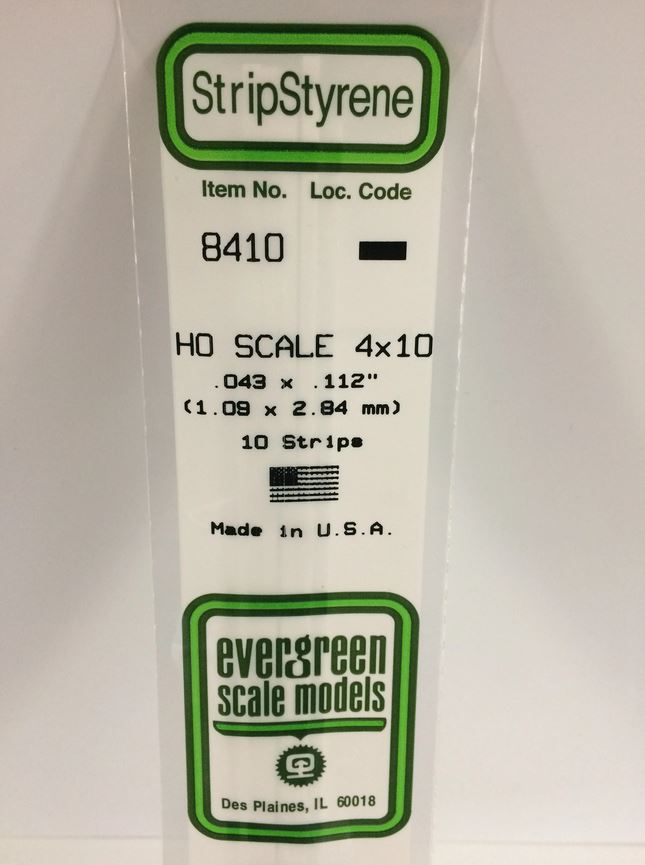 StripStyrene
Item No. Loc. Code
8410
HO SCALE 4x10
.043 x .112"
(1.09 x 2.84 mm)
10 Strips
Made in U.S.A.
evergreen
scale models
Des Plaines, IL 60018